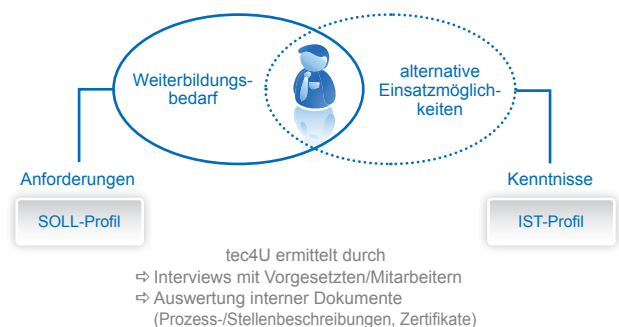 Weiterbildungs-
bedarf
alternative
Einsatzmöglich-
keiten
Anforderungen
Kenntnisse
SOLL-Profil
IST-Profil
tec4U ermittelt durch
⇨ Interviews mit Vorgesetzten/Mitarbeitern
⇨ Auswertung interner Dokumente
(Prozess-/Stellenbeschreibungen, Zertifikate)